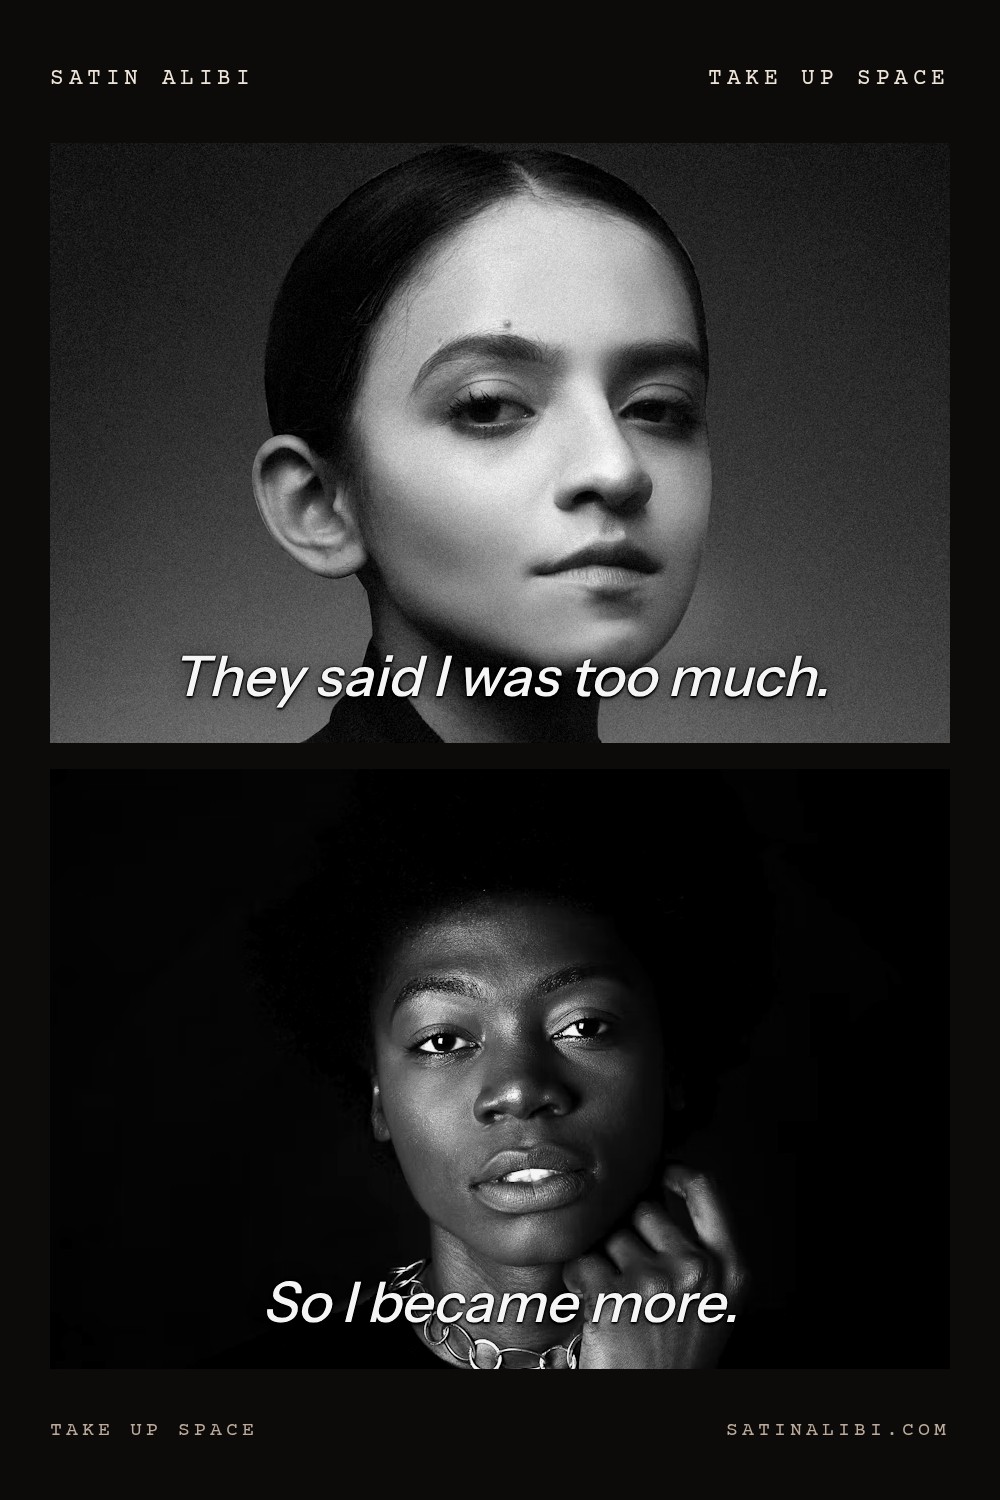 SATIN ALIBI
TAKE UP SPACE
They said I was too much.
So I became more.
TAKE UP SPACE
SATINALIBI.COM